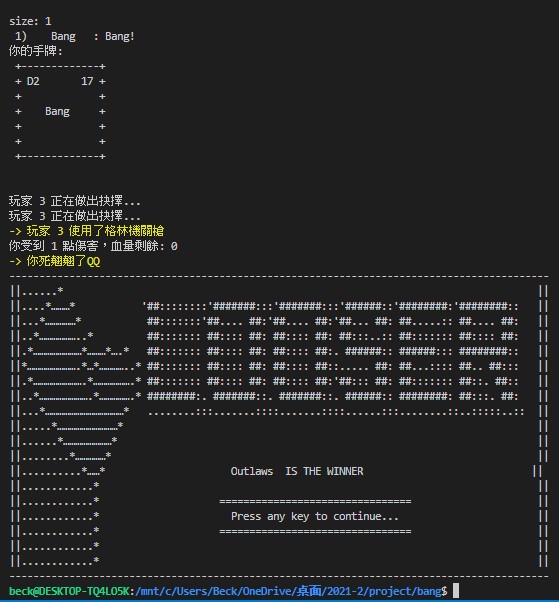 size: 1
1) Bang : Bang!
你的手牌:
+-------------+
+ D2 17 +
+ +
+ Bang +
+ +
+ +
+-------------+
玩家 3 正在做出抉擇...
玩家 3 正在做出抉擇...
-> 玩家 3 使用了格林機關槍
你受到 1 點傷害，血量剩餘: 0
-> 你死翹翹了QQ
Outlaws IS THE WINNER
===============================
Press any key to continue...
===============================
beck@DESKTOP-TQ4LO5K:/mnt/c/Users/Beck/OneDrive/桌面/2021-2/project/bang$